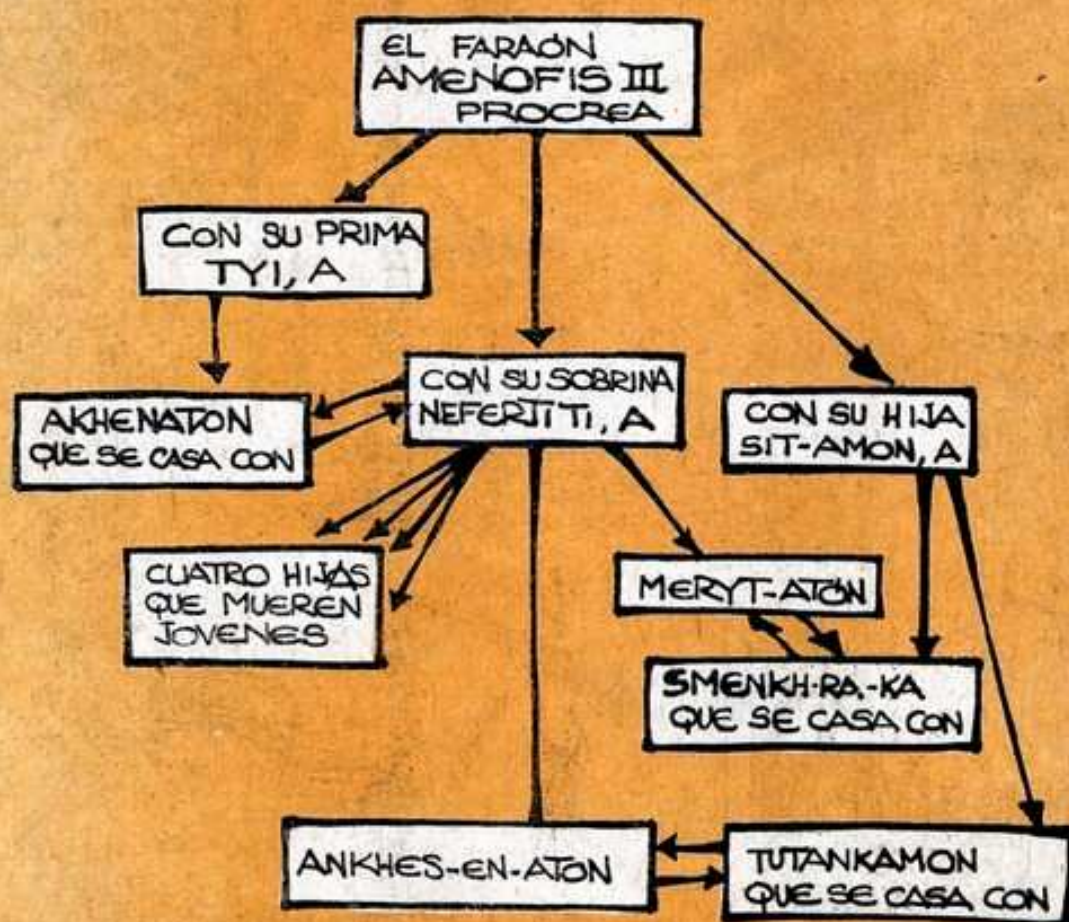 EL FARAÓN
AMENOFIS III
PROCREA
CON SU PRIMA
TYI, A
CON SU SOBRINA
NEFERTITI, A
CON SU HIJA
SIT-AMON, A
AKHENATON
QUE SE CASA CON
CUATRO HIJAS
QUE MUEREN
JOVENES
MERYT-ATÓN
SMENKH-RA.-KA
QUE SE CASA CON
ANKHES-EN-ATON
TUTANKAMON
QUE SE CASA CON